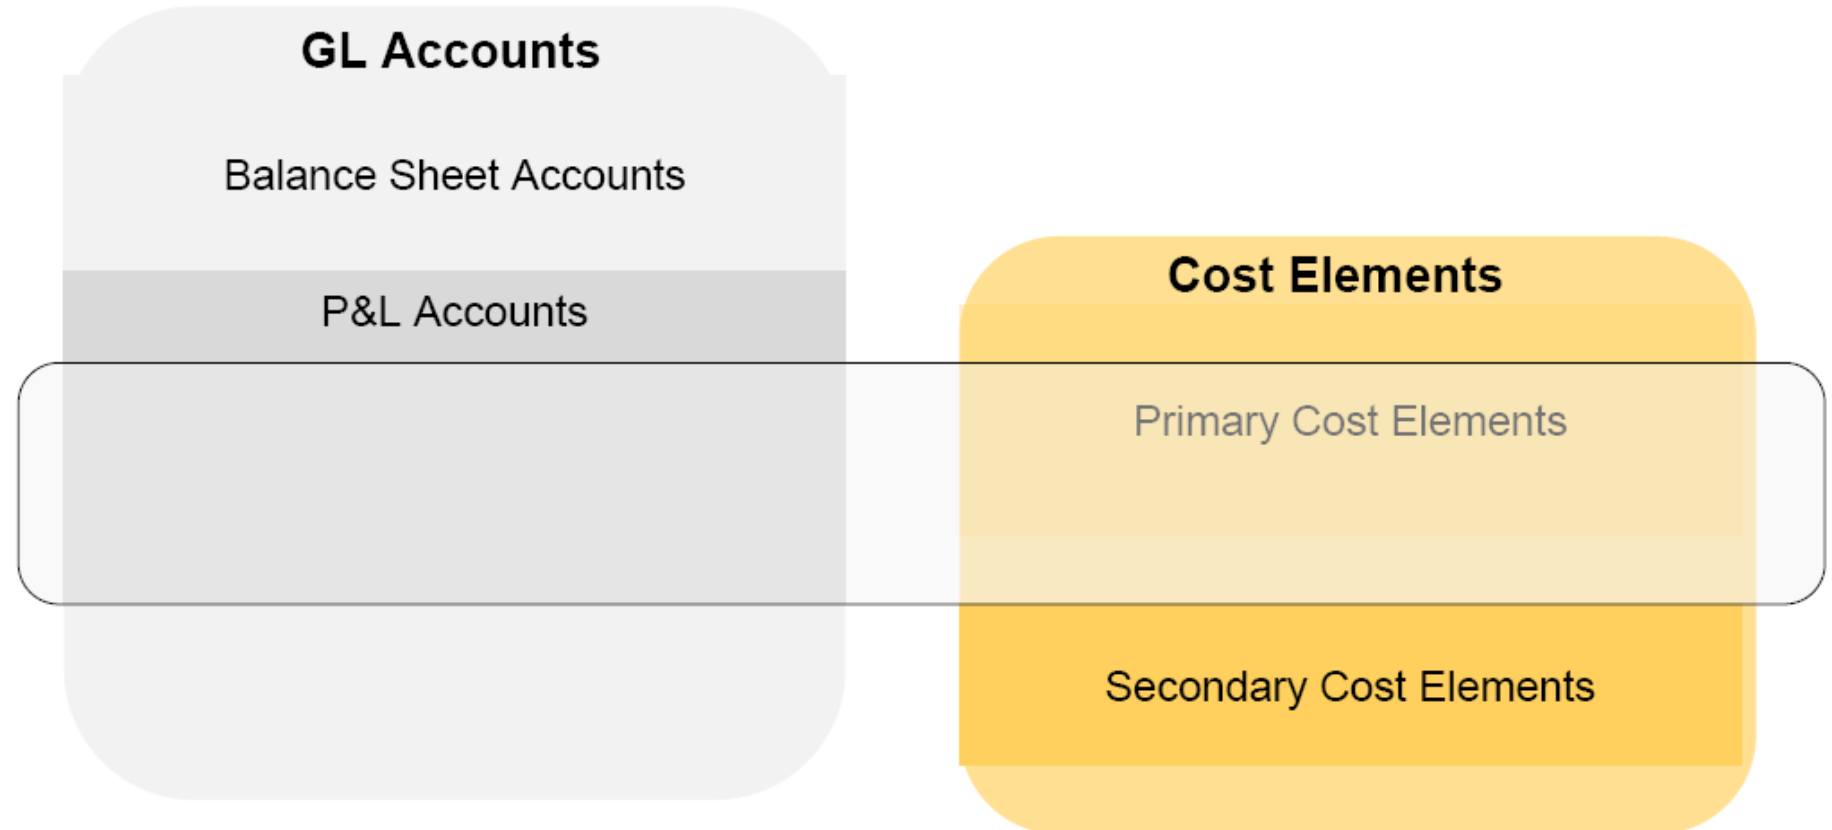 GL Accounts
Balance Sheet Accounts
P&L Accounts
Cost Elements
Primary Cost Elements
Secondary Cost Elements